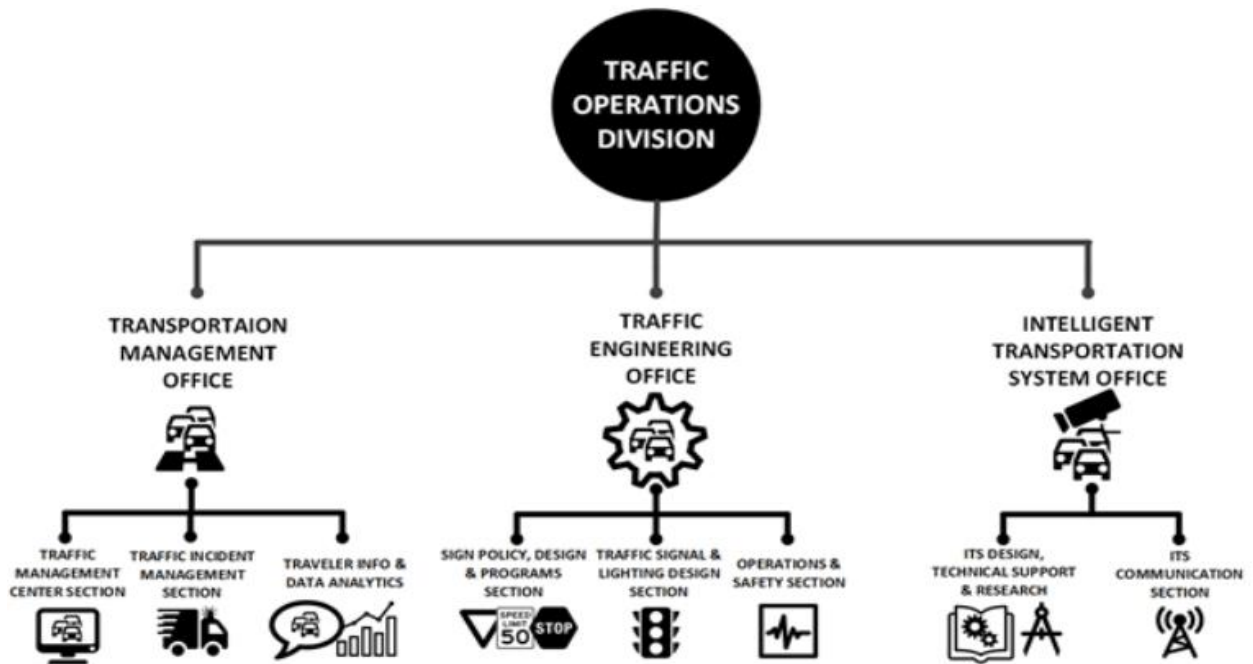 TRAFFIC
OPERATIONS
DIVISION
TRANSPORTAION
MANAGEMENT
OFFICE
TRAFFIC
ENGINEERING
OFFICE
INTELLIGENT
TRANSPORTATION
SYSTEM OFFICE
TRAFFIC
MANAGEMENT
CENTER SECTION
TRAFFIC INCIDENT
MANAGEMENT
SECTION
TRAVELER INFO &
DATA ANALYTICS
SIGN POLICY, DESIGN
& PROGRAMS
SECTION
SPEED
LIMIT
50
STOP
TRAFFIC SIGNAL &
LIGHTING DESIGN
SECTION
OPERATIONS &
SAFETY SECTION
ITS DESIGN,
TECHNICAL SUPPORT
& RESEARCH
ITS
COMMUNICATION
SECTION